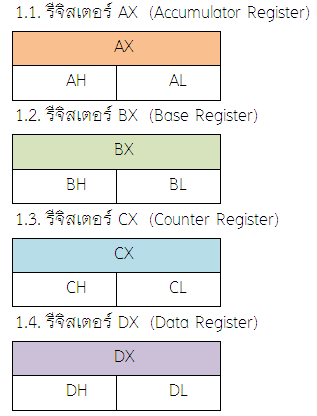 1.1. รีจิสเตอร์ AX (Accumulator Register)
AX
AH AL
1.2. รีจิสเตอร์ BX (Base Register)
BX
BH BL
1.3. รีจิสเตอร์ CX (Counter Register)
CX
CH CL
1.4. รีจิสเตอร์ DX (Data Register)
DX
DH DL